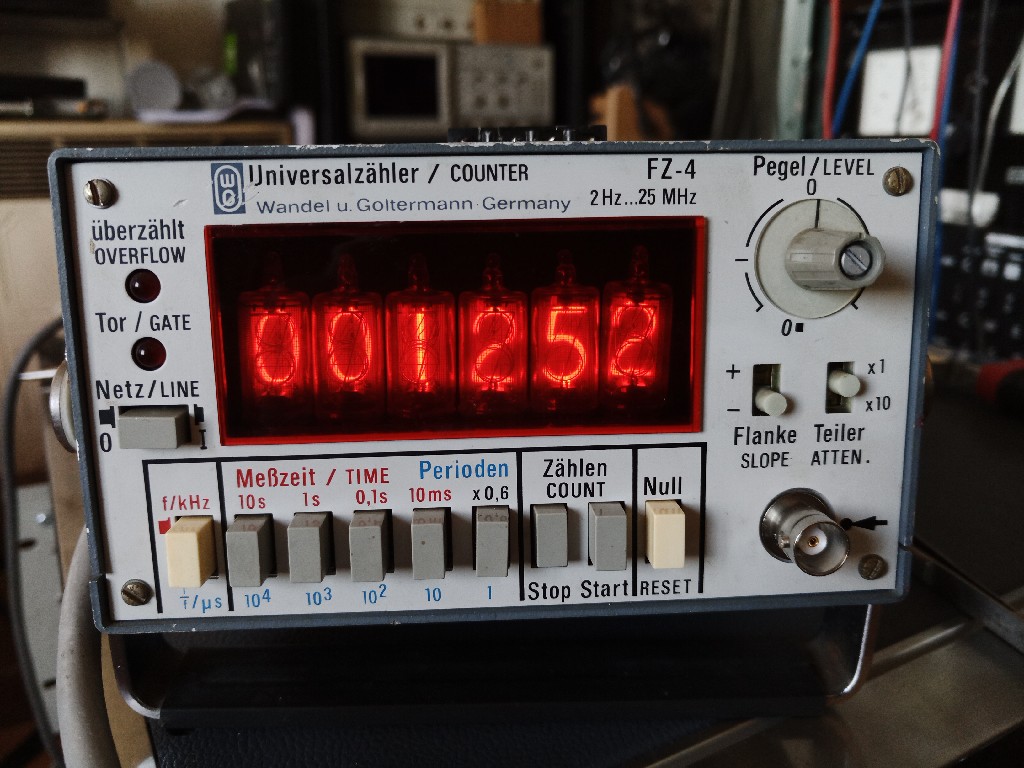 Universalzähler / COUNTER
FZ-4
Wandel u. Goltermann · Germany
2 Hz...25 MHz
Pegel/LEVEL
0
0
überzählt
OVERFLOW
Tor / GATE
Netz/LINE
0 I
+
−
Flanke
SLOPE
x1
x10
Teiler
ATTEN.
f/kHz
1/f/µs
Meßzeit / TIME Perioden
10s 1s 0,1s 10ms x0,6
10⁴ 10³ 10² 10 1
Zählen
COUNT
Stop Start
Null
RESET